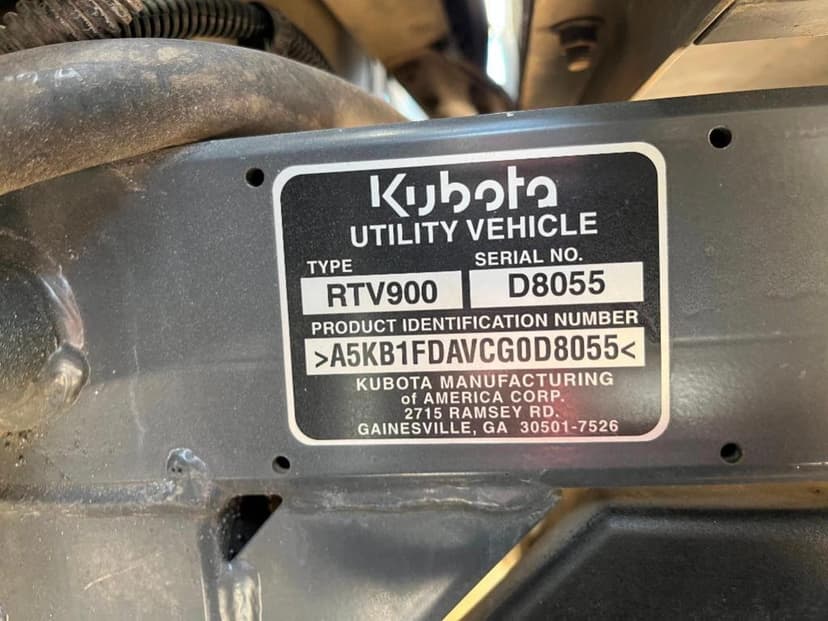 Kubota
UTILITY VEHICLE
TYPE SERIAL NO.
RTV900 D8055
PRODUCT IDENTIFICATION NUMBER
>A5KB1FDAVCG0D8055<
KUBOTA MANUFACTURING
of AMERICA CORP.
2715 RAMSEY RD.
GAINESVILLE, GA 30501-7526